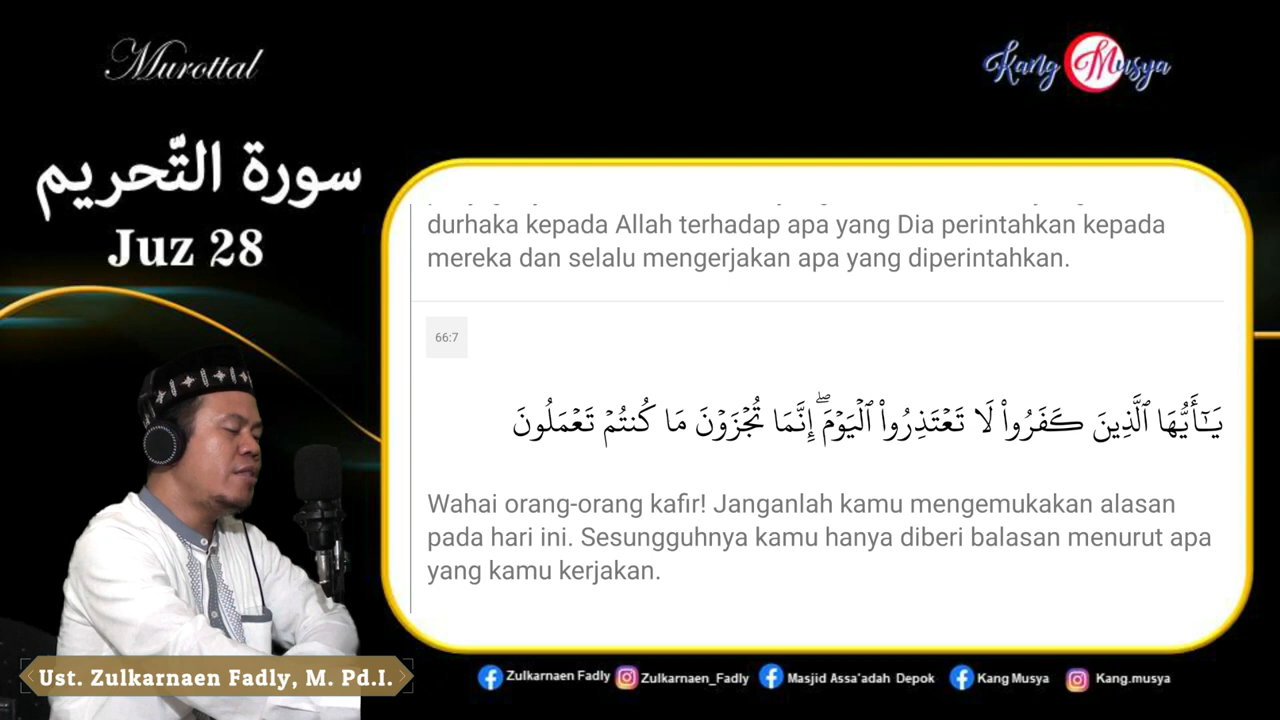 Murottal
Kang Musya
سورة التّحريم
Juz 28
durhaka kepada Allah terhadap apa yang Dia perintahkan kepada
mereka dan selalu mengerjakan apa yang diperintahkan.
66:7
يَـٰٓأَيُّهَا ٱلَّذِينَ كَفَرُوا۟ لَا تَعْتَذِرُوا۟ ٱلْيَوْمَ ۖ إِنَّمَا تُجْزَوْنَ مَا كُنتُمْ تَعْمَلُونَ
Wahai orang-orang kafir! Janganlah kamu mengemukakan alasan
pada hari ini. Sesungguhnya kamu hanya diberi balasan menurut apa
yang kamu kerjakan.
Ust. Zulkarnaen Fadly, M. Pd.I.
Zulkarnaen Fadly Zulkarnaen_Fadly Masjid Assa'adah Depok Kang Musya Kang.musya